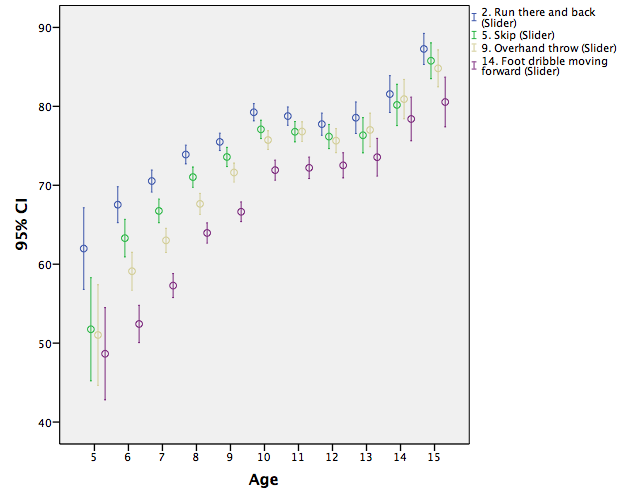 90
80
70
60
50
40
95% CI
5 6 7 8 9 10 11 12 13 14 15
Age
2. Run there and back
(Slider)
5. Skip (Slider)
9. Overhand throw (Slider)
14. Foot dribble moving
forward (Slider)